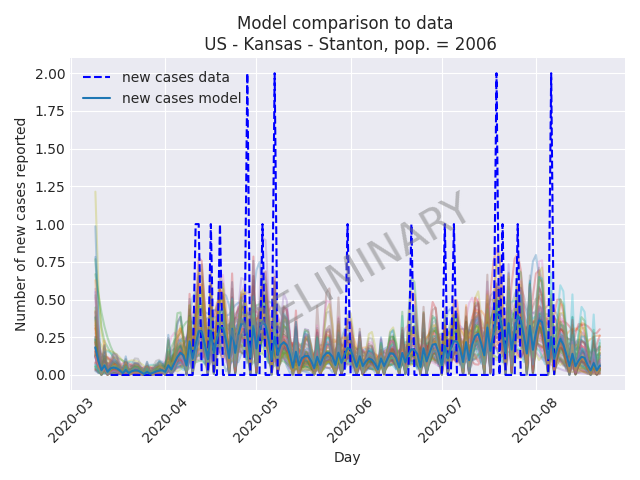 Model comparison to data
US - Kansas - Stanton, pop. = 2006
2.00
1.75
1.50
1.25
1.00
0.75
0.50
0.25
0.00
Number of new cases reported
new cases data
new cases model
ELIMINARY
2020-03
2020-04
2020-05
2020-06
2020-07
2020-08
Day